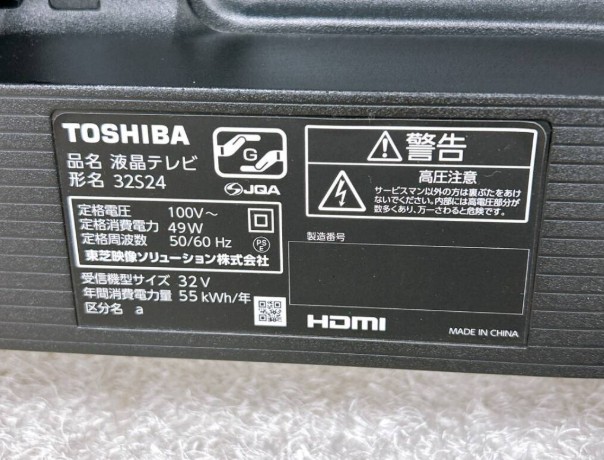 TOSHIBA
品名 液晶テレビ
形名 32S24
G
JQA
定格電圧 100V～
定格消費電力 49W
定格周波数 50/60 Hz
PSE
東芝映像ソリューション株式会社
受信機型サイズ 32V
年間消費電力量 55kWh/年
区分名 a
警告
高圧注意
サービスマン以外の方は裏ぶたをあけ
ないでください。内部には高電圧部分が
数多くあり、万一さわると危険です。
製造番号
HDMI
MADE IN CHINA